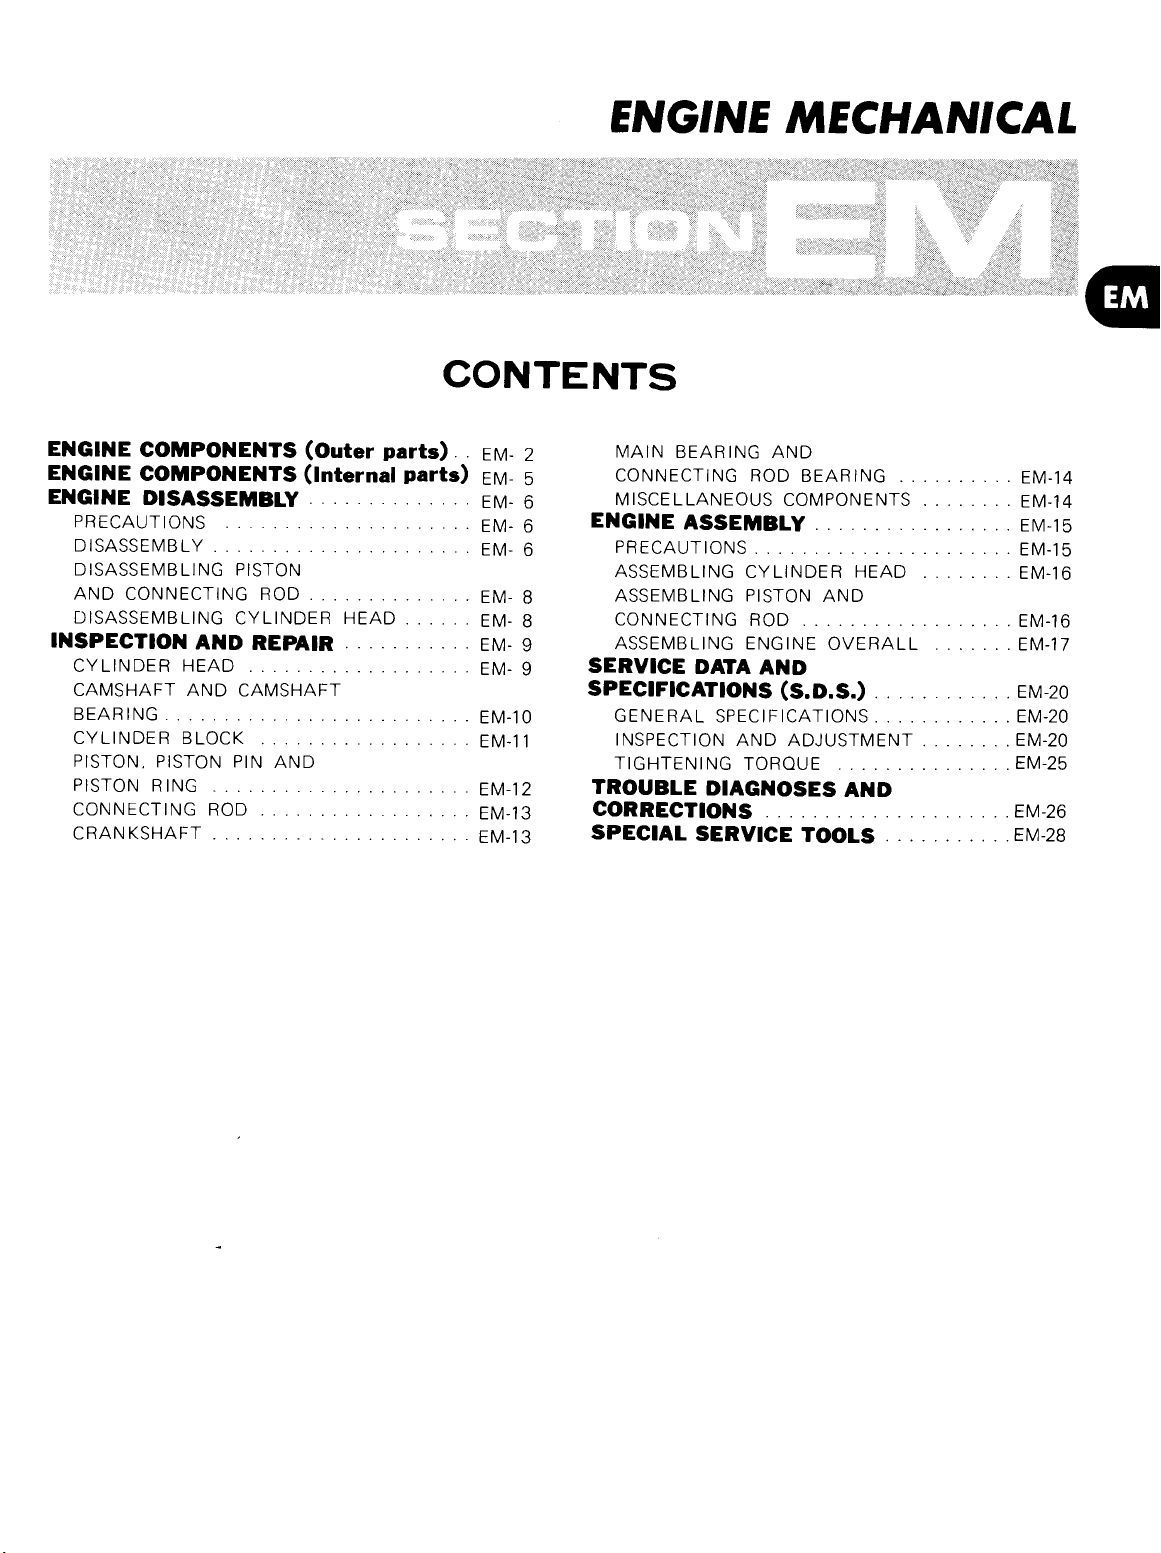 ENGINE MECHANICAL
SECTION EM
EM
CONTENTS
ENGINE COMPONENTS (Outer parts) . . EM- 2
ENGINE COMPONENTS (Internal parts) EM- 5
ENGINE DISASSEMBLY . . . . . . . . . . . . . . EM- 6
PRECAUTIONS . . . . . . . . . . . . . . . . . . . . . EM- 6
DISASSEMBLY . . . . . . . . . . . . . . . . . . . . . . EM- 6
DISASSEMBLING PISTON
AND CONNECTING ROD . . . . . . . . . . . . . . EM- 8
DISASSEMBLING CYLINDER HEAD . . . . . . EM- 8
INSPECTION AND REPAIR . . . . . . . . . . . EM- 9
CYLINDER HEAD . . . . . . . . . . . . . . . . . . . EM- 9
CAMSHAFT AND CAMSHAFT
BEARING . . . . . . . . . . . . . . . . . . . . . . . . . . EM-10
CYLINDER BLOCK . . . . . . . . . . . . . . . . . . EM-11
PISTON, PISTON PIN AND
PISTON RING . . . . . . . . . . . . . . . . . . . . . . EM-12
CONNECTING ROD . . . . . . . . . . . . . . . . . . EM-13
CRANKSHAFT . . . . . . . . . . . . . . . . . . . . . . EM-13
MAIN BEARING AND
CONNECTING ROD BEARING . . . . . . . . . . EM-14
MISCELLANEOUS COMPONENTS . . . . . . . . EM-14
ENGINE ASSEMBLY . . . . . . . . . . . . . . . . . EM-15
PRECAUTIONS . . . . . . . . . . . . . . . . . . . . . . EM-15
ASSEMBLING CYLINDER HEAD . . . . . . . . EM-16
ASSEMBLING PISTON AND
CONNECTING ROD . . . . . . . . . . . . . . . . . . EM-16
ASSEMBLING ENGINE OVERALL . . . . . . . EM-17
SERVICE DATA AND
SPECIFICATIONS (S.D.S.) . . . . . . . . . . . . EM-20
GENERAL SPECIFICATIONS . . . . . . . . . . . . EM-20
INSPECTION AND ADJUSTMENT . . . . . . . . EM-20
TIGHTENING TORQUE . . . . . . . . . . . . . . . EM-25
TROUBLE DIAGNOSES AND
CORRECTIONS . . . . . . . . . . . . . . . . . . . . . EM-26
SPECIAL SERVICE TOOLS . . . . . . . . . . . EM-28